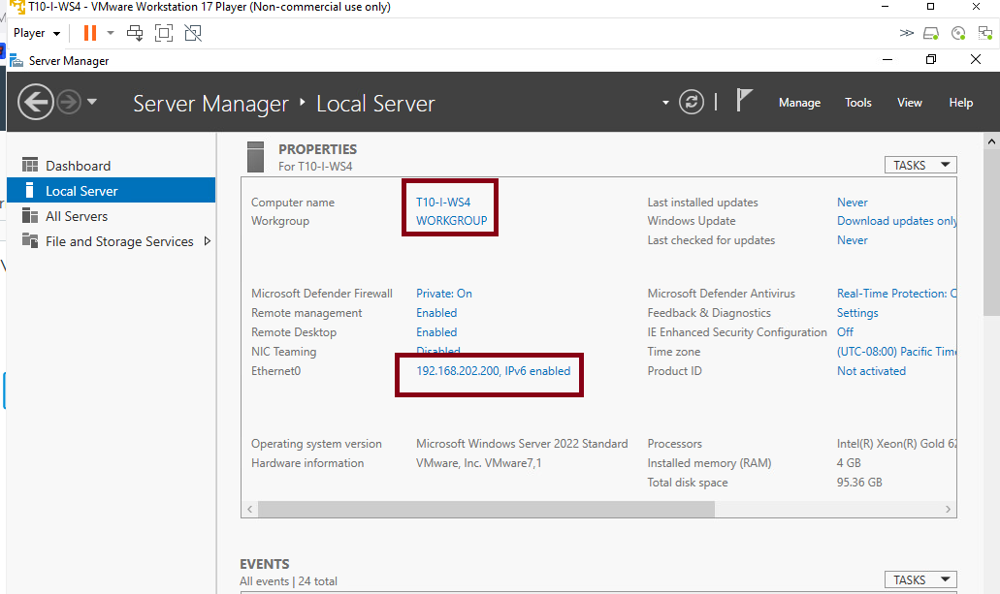 T10-I-WS4 - VMware Workstation 17 Player (Non-commercial use only)
Player
Server Manager
Server Manager ‣ Local Server
Manage Tools View Help
Dashboard
Local Server
All Servers
File and Storage Services
PROPERTIES
For T10-I-WS4
TASKS
Computer name T10-I-WS4 Last installed updates Never
Workgroup WORKGROUP Windows Update Download updates only
Last checked for updates Never
Microsoft Defender Firewall Private: On Microsoft Defender Antivirus Real-Time Protection:
Remote management Enabled Feedback & Diagnostics Settings
Remote Desktop Enabled IE Enhanced Security Configuration Off
NIC Teaming Disabled Time zone (UTC-08:00) Pacific
Ethernet0 192.168.202.200, IPv6 enabled Product ID Not activated
Operating system version Microsoft Windows Server 2022 Standard Processors Intel(R) Xeon(R) Gold
Hardware information VMware, Inc. VMware7,1 Installed memory (RAM) 4 GB
Total disk space 95.36 GB
EVENTS
All events | 24 total
TASKS